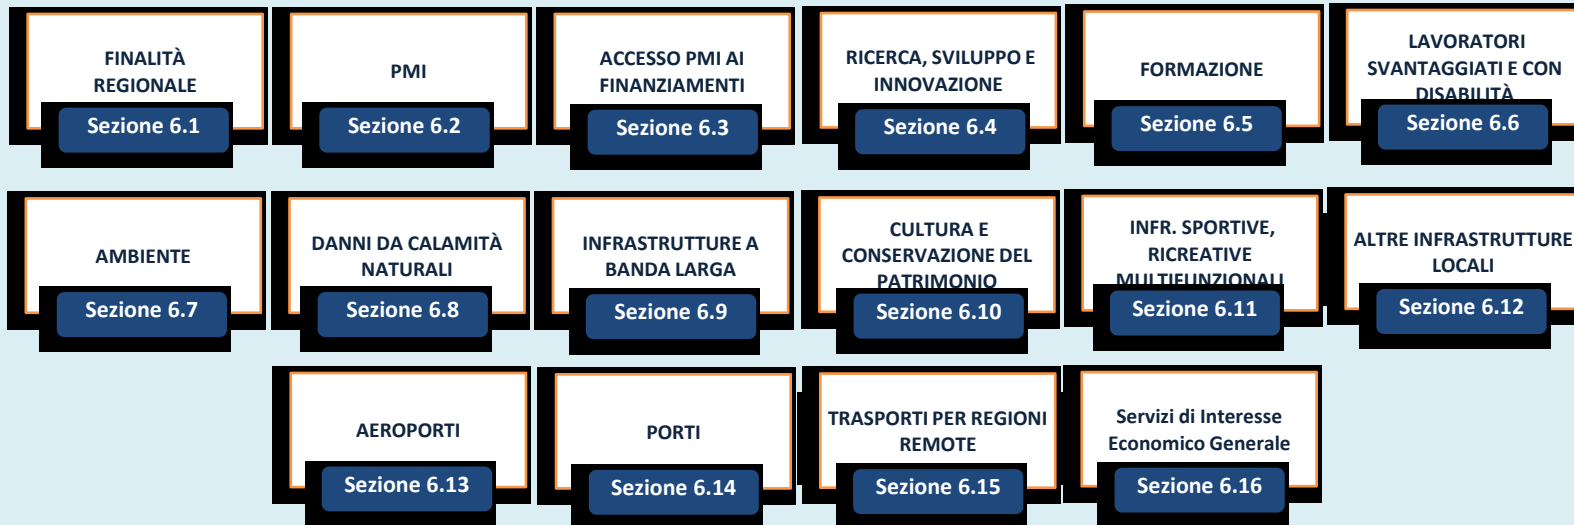 FINALITÀ
REGIONALE
Sezione 6.1
PMI
Sezione 6.2
ACCESSO PMI AI
FINANZIAMENTI
Sezione 6.3
RICERCA, SVILUPPO E
INNOVAZIONE
Sezione 6.4
FORMAZIONE
Sezione 6.5
LAVORATORI
SVANTAGGIATI E CON
DISABILITÀ
Sezione 6.6
AMBIENTE
Sezione 6.7
DANNI DA CALAMITÀ
NATURALI
Sezione 6.8
INFRASTRUTTURE A
BANDA LARGA
Sezione 6.9
CULTURA E
CONSERVAZIONE DEL
PATRIMONIO
Sezione 6.10
INFR. SPORTIVE,
RICREATIVE
MULTIFUNZIONALI
Sezione 6.11
ALTRE INFRASTRUTTURE
LOCALI
Sezione 6.12
AEROPORTI
Sezione 6.13
PORTI
Sezione 6.14
TRASPORTI PER REGIONI
REMOTE
Sezione 6.15
Servizi di Interesse
Economico Generale
Sezione 6.16